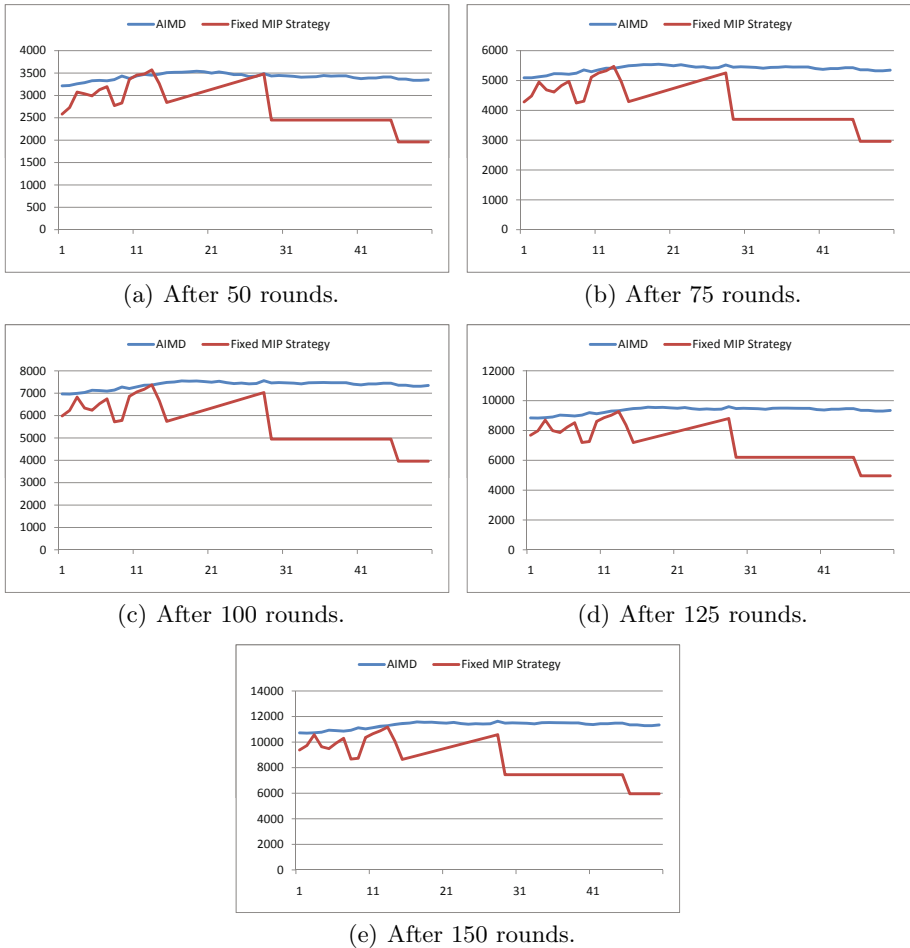 AIMD Fixed MIP Strategy
4000
3500
3000
2500
2000
1500
1000
500
0
1 11 21 31 41
(a) After 50 rounds.
AIMD Fixed MIP Strategy
6000
5000
4000
3000
2000
1000
0
1 11 21 31 41
(b) After 75 rounds.
AIMD Fixed MIP Strategy
8000
7000
6000
5000
4000
3000
2000
1000
0
1 11 21 31 41
(c) After 100 rounds.
AIMD Fixed MIP Strategy
12000
10000
8000
6000
4000
2000
0
1 11 21 31 41
(d) After 125 rounds.
AIMD Fixed MIP Strategy
14000
12000
10000
8000
6000
4000
2000
0
1 11 21 31 41
(e) After 150 rounds.